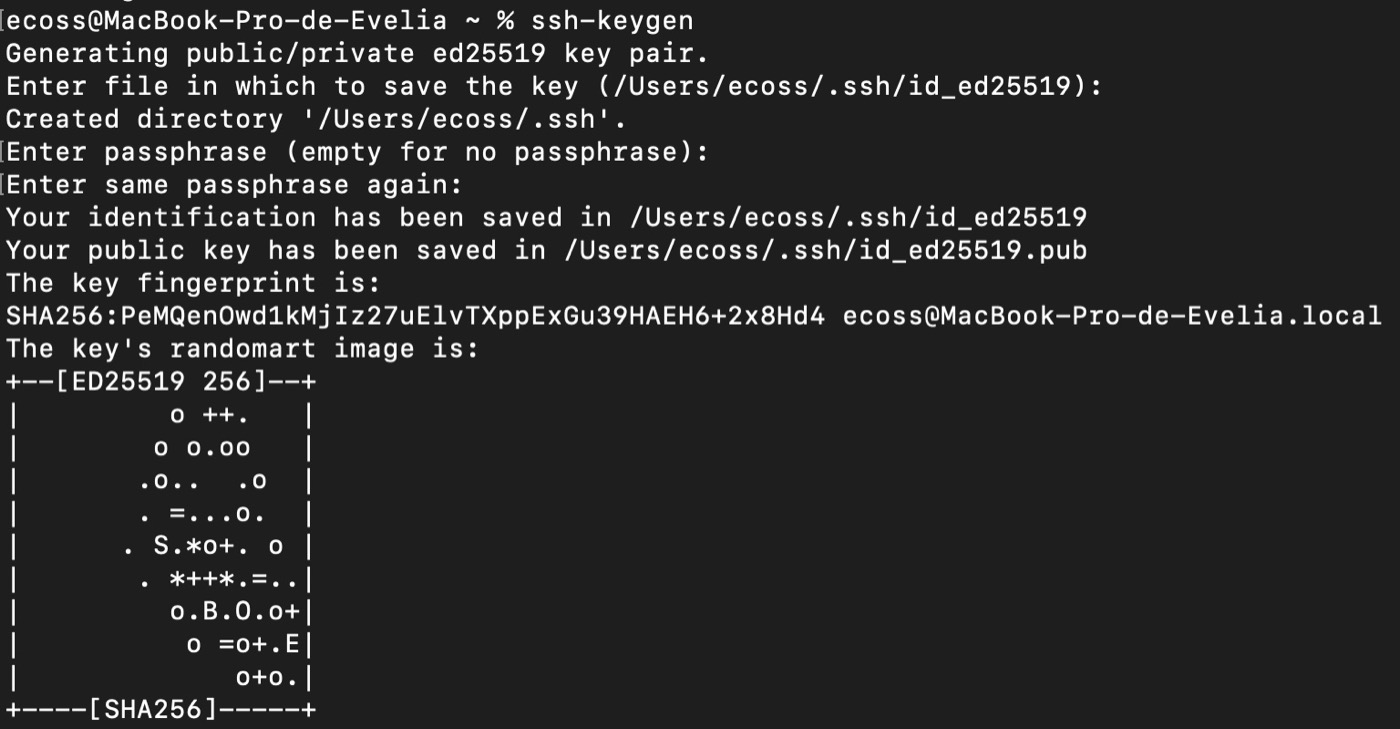 [ecoss@MacBook-Pro-de-Evelia ~ % ssh-keygen
Generating public/private ed25519 key pair.
Enter file in which to save the key (/Users/ecoss/.ssh/id_ed25519):
Created directory '/Users/ecoss/.ssh'.
[Enter passphrase (empty for no passphrase):
[Enter same passphrase again:
Your identification has been saved in /Users/ecoss/.ssh/id_ed25519
Your public key has been saved in /Users/ecoss/.ssh/id_ed25519.pub
The key fingerprint is:
SHA256:PeMQenOwd1kMjIz27uElvTXppExGu39HAEH6+2x8Hd4 ecoss@MacBook-Pro-de-Evelia.local
The key's randomart image is:
+--[ED25519 256]--+
|         o ++.   |
|        o o.oo   |
|       .o..  .o  |
|       . =...o.  |
|      . S.*o+. o |
|       . *++*.=..|
|         o.B.O.o+|
|          o =o+.E|
|             o+o.|
+----[SHA256]-----+